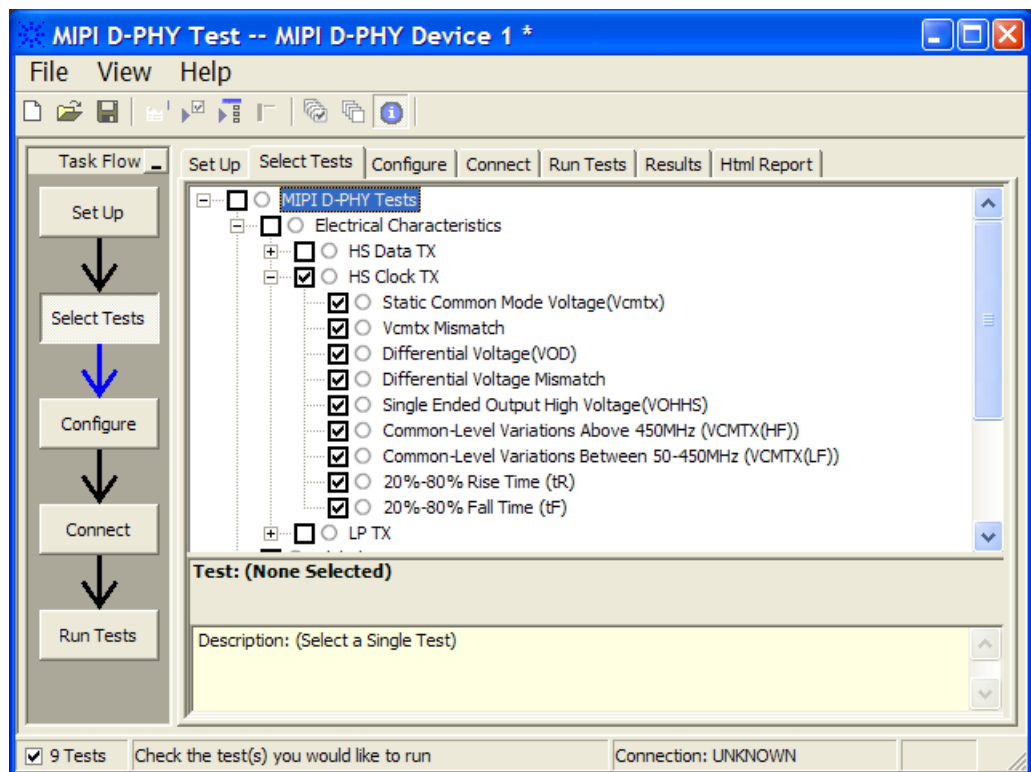 MIPI D-PHY Test -- MIPI D-PHY Device 1 *
File View Help
Task Flow
Set Up
Select Tests
Configure
Connect
Run Tests
Set Up Select Tests Configure Connect Run Tests Results Html Report
MIPI D-PHY Tests
Electrical Characteristics
HS Data TX
HS Clock TX
Static Common Mode Voltage(Vcmtx)
Vcmtx Mismatch
Differential Voltage(VOD)
Differential Voltage Mismatch
Single Ended Output High Voltage(VOHHS)
Common-Level Variations Above 450MHz (VCMTX(HF))
Common-Level Variations Between 50-450MHz (VCMTX(LF))
20%-80% Rise Time (tR)
20%-80% Fall Time (tF)
LP TX
Test: (None Selected)
Description: (Select a Single Test)
9 Tests Check the test(s) you would like to run Connection: UNKNOWN